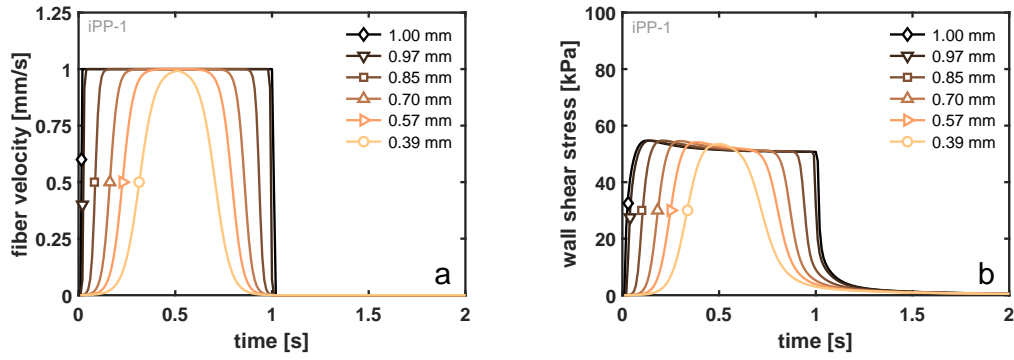 iPP-1
fiber velocity [mm/s]
1.25
1
0.75
0.5
0.25
0
0
0.5
1
1.5
2
time [s]
1.00 mm
0.97 mm
0.85 mm
0.70 mm
0.57 mm
0.39 mm
a
iPP-1
wall shear stress [kPa]
100
80
60
40
20
0
0
0.5
1
1.5
2
time [s]
1.00 mm
0.97 mm
0.85 mm
0.70 mm
0.57 mm
0.39 mm
b